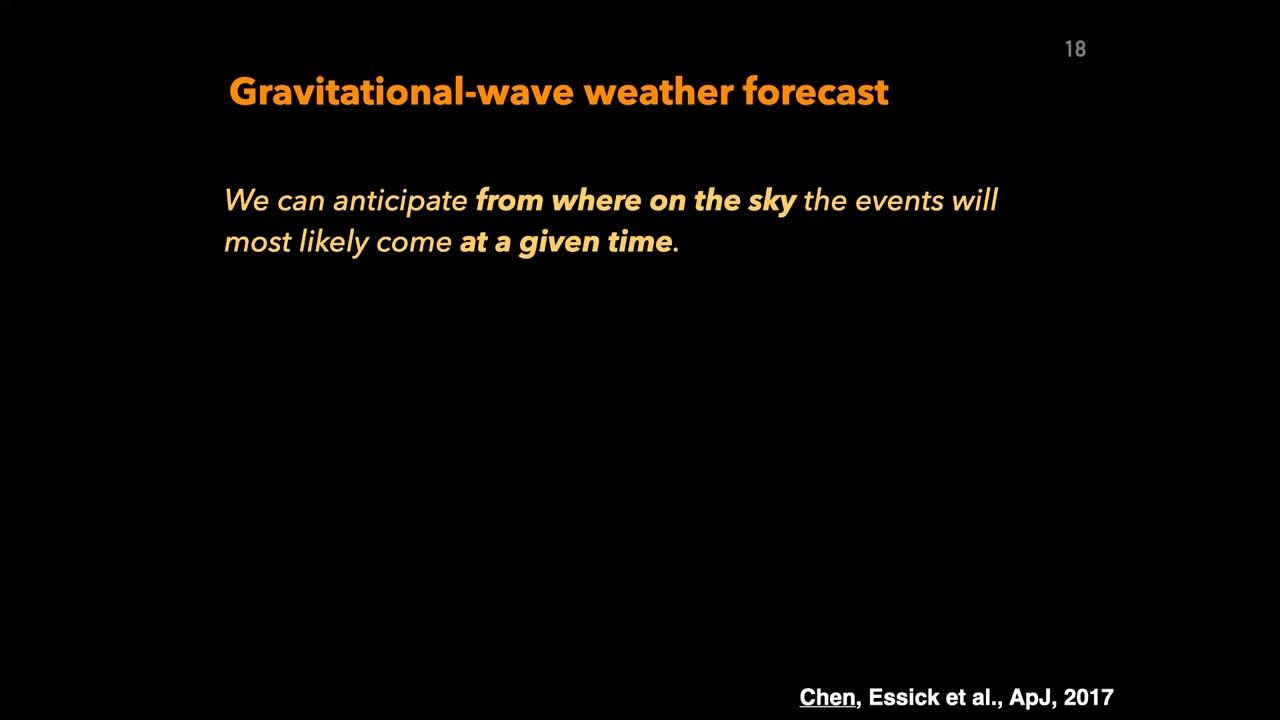 18
Gravitational-wave weather forecast
We can anticipate from where on the sky the events will
most likely come at a given time.
Chen, Essick et al., ApJ, 2017